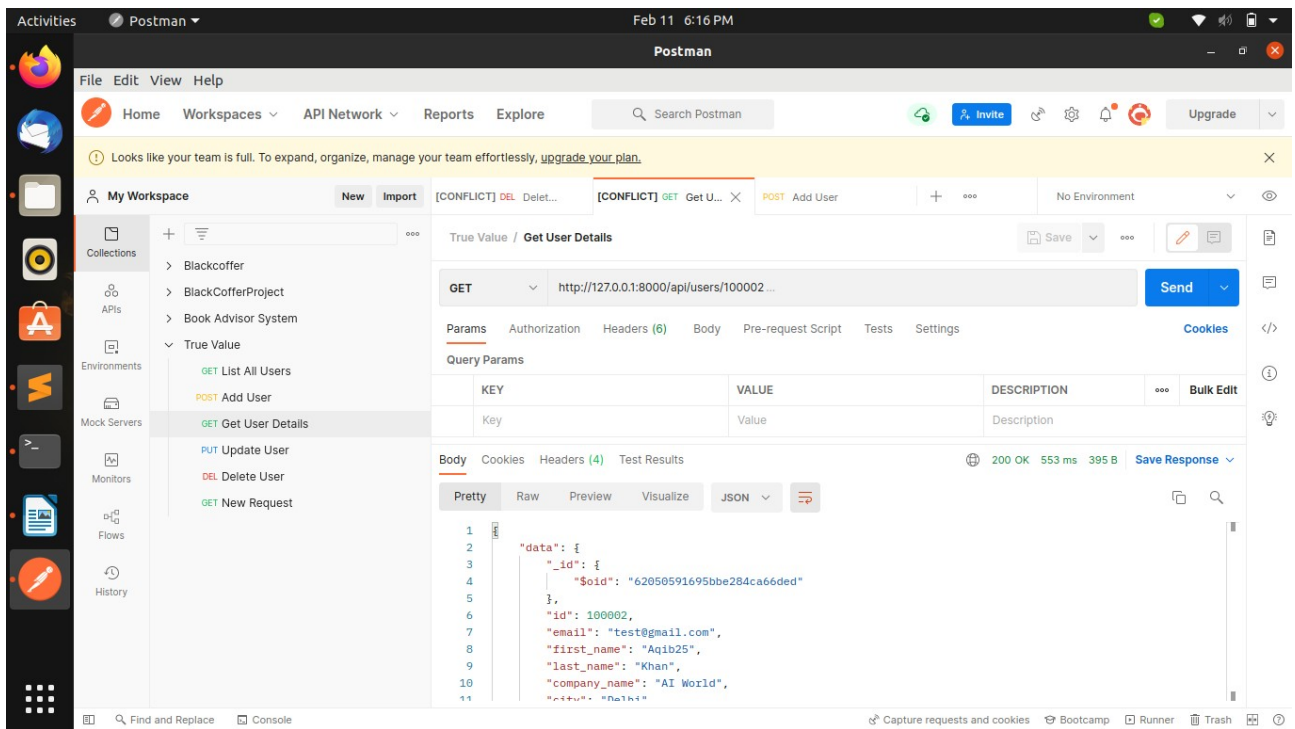 Activities Postman Feb 11 6:16 PM
Postman
File Edit View Help
Home Workspaces API Network Reports Explore Search Postman Invite Upgrade
Looks like your team is full. To expand, organize, manage your team effortlessly, upgrade your plan.
My Workspace New Import [CONFLICT] DEL Delet... [CONFLICT] GET Get U... POST Add User No Environment
Collections
APIs
Environments
Mock Servers
Monitors
Flows
History
Blackcoffer
BlackCofferProject
Book Advisor System
True Value
GET List All Users
POST Add User
GET Get User Details
PUT Update User
DEL Delete User
GET New Request
True Value / Get User Details Save
GET http://127.0.0.1:8000/api/users/100002 ... Send
Params Authorization Headers (6) Body Pre-request Script Tests Settings Cookies
Query Params
KEY VALUE DESCRIPTION Bulk Edit
Key Value Description
Body Cookies Headers (4) Test Results 200 OK 553 ms 395 B Save Response
Pretty Raw Preview Visualize JSON
1 {
2 "data": {
3 "_id": {
4 "$oid": "62050591695bbe284ca66ded"
5 },
6 "id": 100002,
7 "email": "test@gmail.com",
8 "first_name": "Aqib25",
9 "last_name": "Khan",
10 "company_name": "AI World",
11 "city": "Delhi"
Find and Replace Console Capture requests and cookies Bootcamp Runner Trash